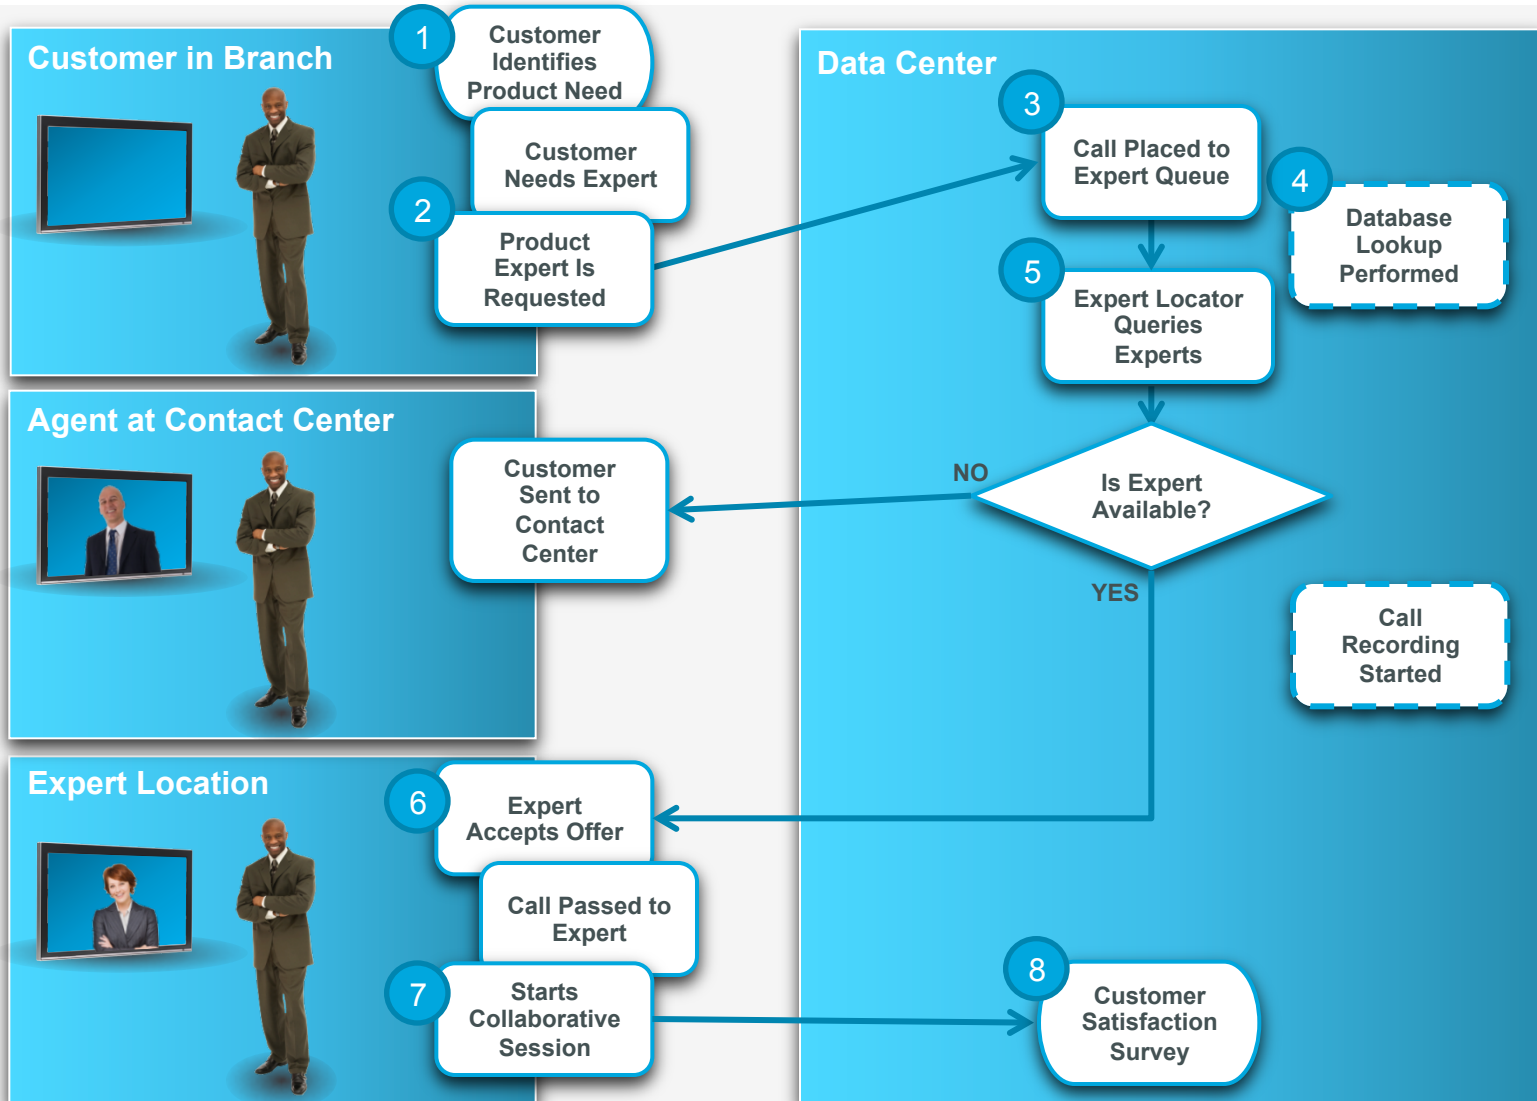 Customer in Branch
1
Customer
Identifies
Product Need
Customer
Needs Expert
2
Product
Expert Is
Requested
Data Center
3
Call Placed to
Expert Queue
4
Database
Lookup
Performed
5
Expert Locator
Queries
Experts
Is Expert
Available?
NO
YES
Agent at Contact Center
Customer
Sent to
Contact
Center
Call
Recording
Started
Expert Location
6
Expert
Accepts Offer
Call Passed to
Expert
7
Starts
Collaborative
Session
8
Customer
Satisfaction
Survey